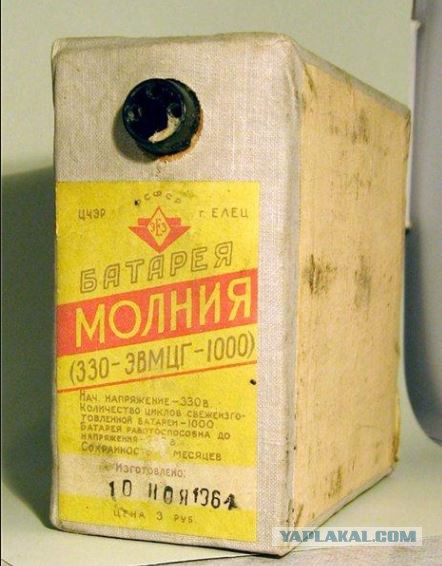 РСФСР
ЦЧЭР г. ЕЛЕЦ
ЭЕЗ
БАТАРЕЯ
МОЛНИЯ
(330-ЭВМЦГ-1000)
НАЧ. НАПРЯЖЕНИЕ-330В
КОЛИЧЕСТВО ЦИКЛОВ СВЕЖЕИЗГО-
ТОВЛЕННОЙ БАТАРЕИ-1000
БАТАРЕЯ РАБОТОСПОСОБНА ДО
НАПРЯЖЕНИЯ В
МЕСЯЦЕВ
ИЗГОТОВЛЕНО:
10 НОЯ 1964
ЦЕНА 3 РУБ.
YAPLAKAL.COM